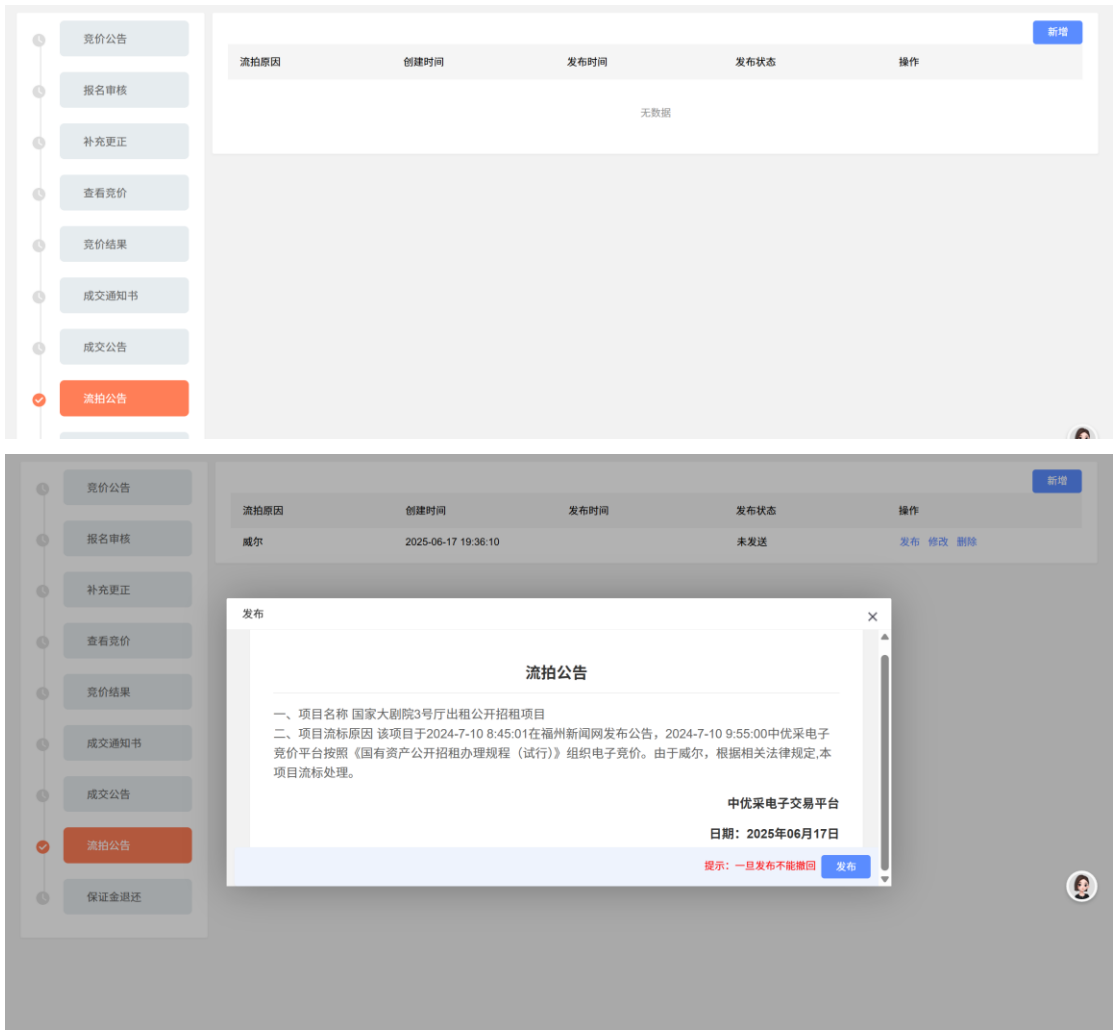 竞价公告
报名审核
补充更正
查看竞价
竞价结果
成交通知书
成交公告
流拍公告
新增
流拍原因 创建时间 发布时间 发布状态 操作
无数据
竞价公告
报名审核
补充更正
查看竞价
竞价结果
成交通知书
成交公告
流拍公告
保证金退还
新增
流拍原因 创建时间 发布时间 发布状态 操作
威尔 2025-06-17 19:36:10 未发送 发布 修改 删除
发布
流拍公告
一、项目名称 国家大剧院3号厅出租公开招租项目
二、项目流标原因 该项目于2024-7-10 8:45:01在福州新闻网发布公告，2024-7-10 9:55:00中优采电子
竞价平台按照《国有资产公开招租办理规程（试行）》组织电子竞价。由于威尔，根据相关法律规定,本
项目流标处理。
中优采电子交易平台
日期：2025年06月17日
提示：一旦发布不能撤回 发布